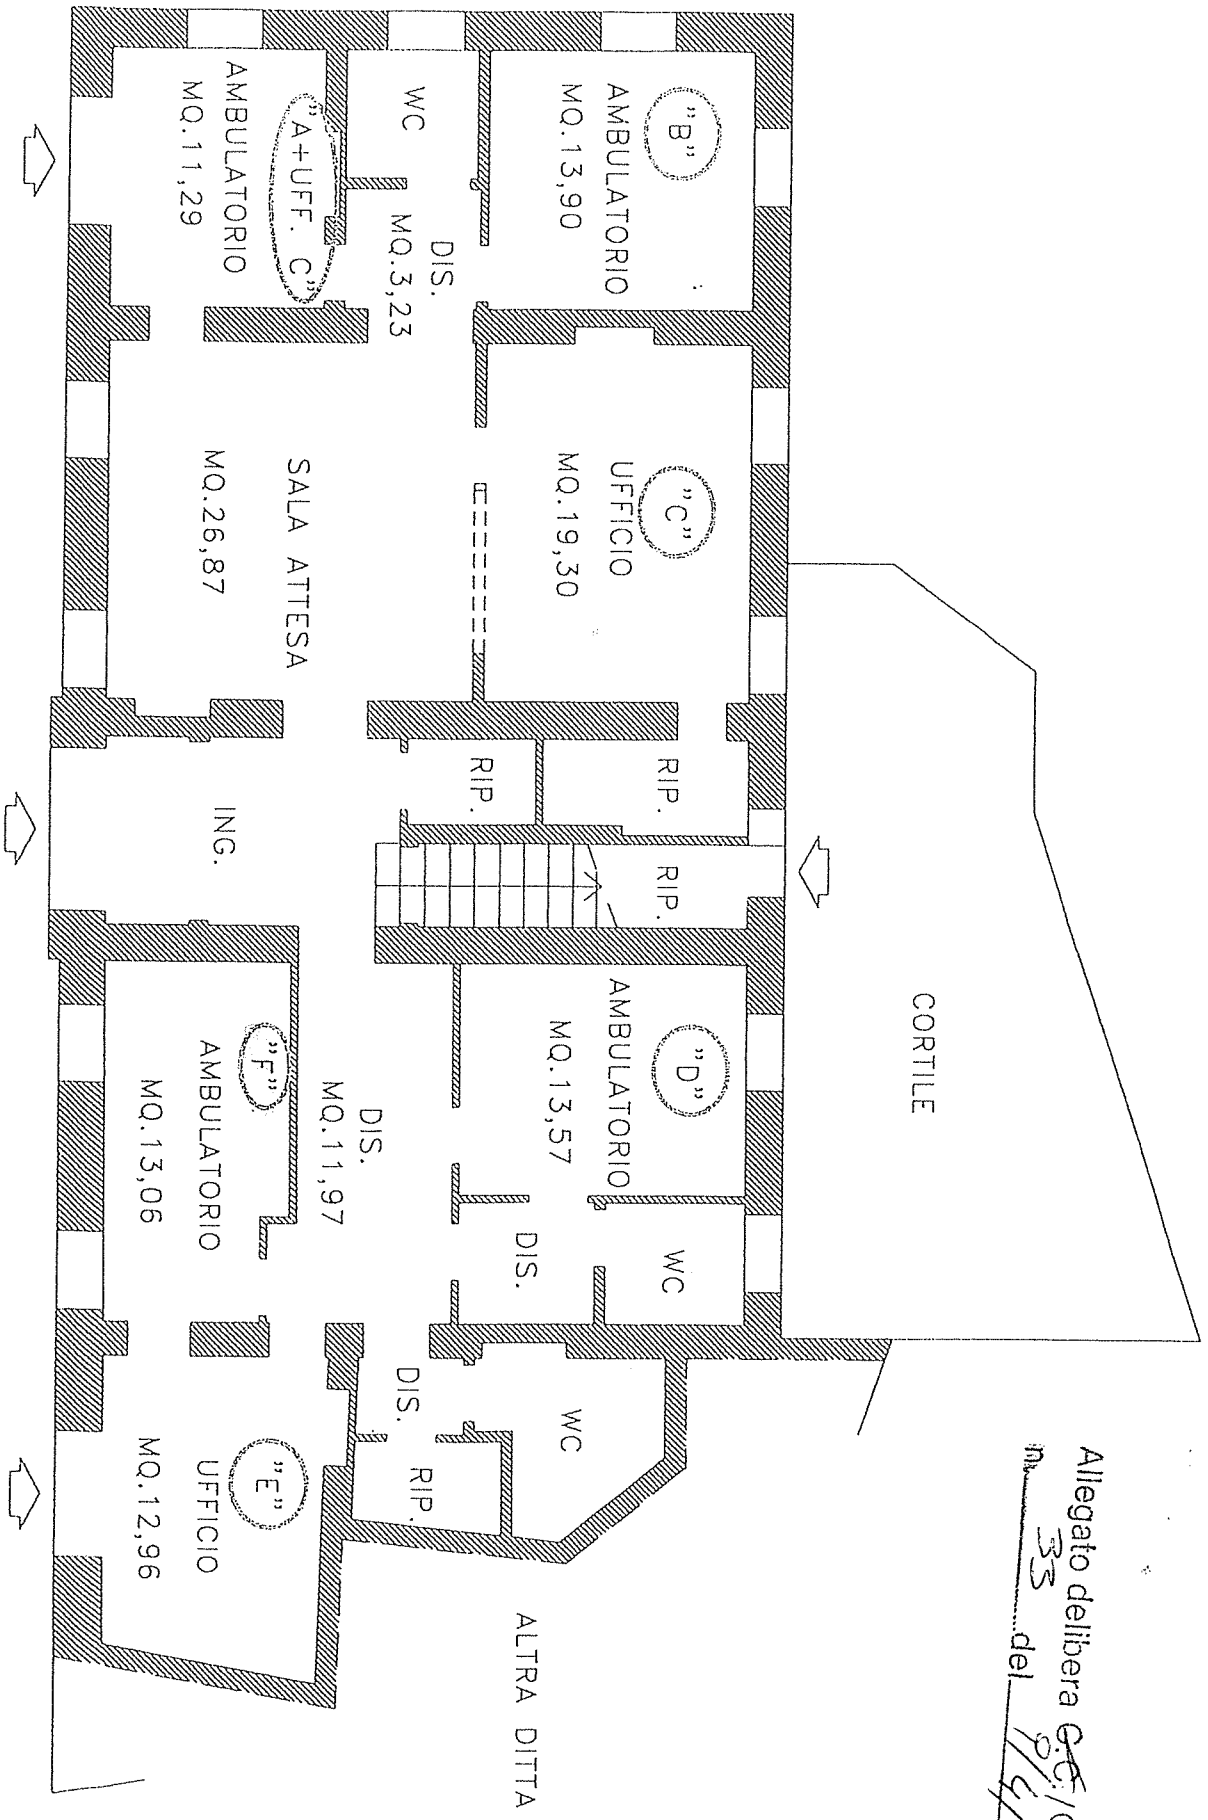 Allegato delibera
n. 33 del
CORTILE
"B"
AMBULATORIO
MQ.13,90
"C"
UFFICIO
MQ.19,30
RIP.
RIP.
RIP.
"D"
AMBULATORIO
MQ.13,57
WC
DIS.
WC
WC
DIS.
MQ.3,23
"A+UFF. C"
AMBULATORIO
MQ.11,29
SALA ATTESA
MQ.26,87
ING.
DIS.
MQ.11,97
"F"
AMBULATORIO
MQ.13,06
DIS.
RIP.
"E"
UFFICIO
MQ.12,96
ALTRA DITTA